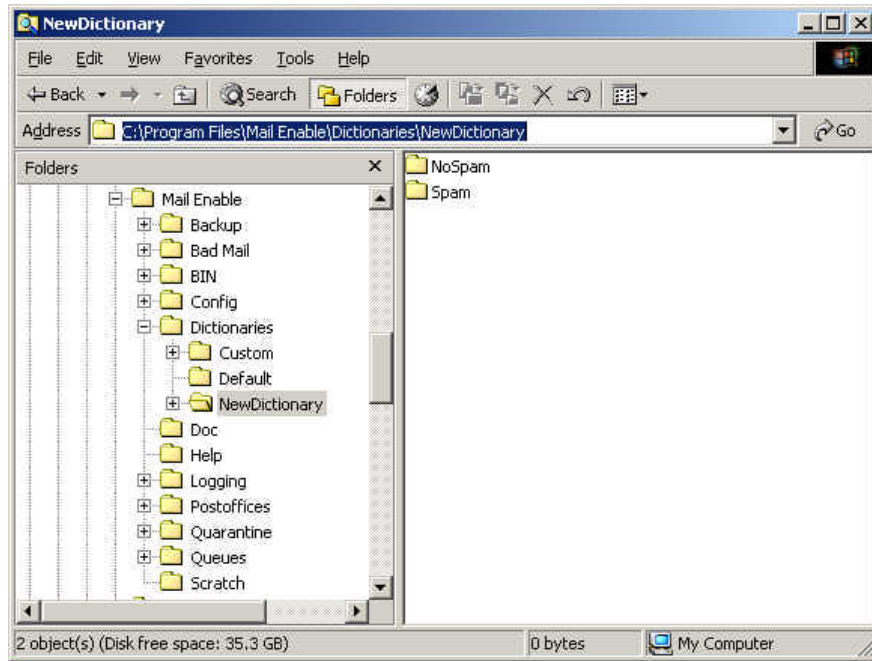 NewDictionary
File Edit View Favorites Tools Help
Back Search Folders
Address C:\Program Files\Mail Enable\Dictionaries\NewDictionary Go
Folders
Mail Enable
Backup
Bad Mail
BIN
Config
Dictionaries
Custom
Default
NewDictionary
Doc
Help
Logging
Postoffices
Quarantine
Queues
Scratch
NoSpam
Spam
2 object(s) (Disk free space: 35.3 GB) 0 bytes My Computer